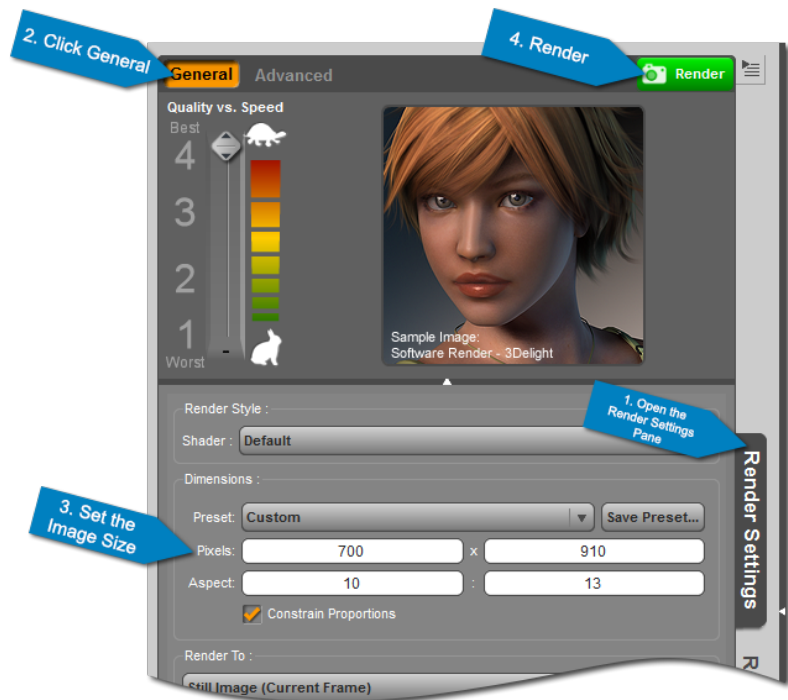 2. Click General
4. Render
General
Advanced
Render
Quality vs. Speed
Best
4
3
2
1
Worst
Sample Image:
Software Render - 3Delight
1. Open the
Render Settings
Pane
Render Style :
Shader : Default
Render Settings
Dimensions :
3. Set the
Image Size
Preset: Custom Save Preset...
Pixels: 700 x 910
Aspect: 10 : 13
Constrain Proportions
Render To :
Still Image (Current Frame)
R